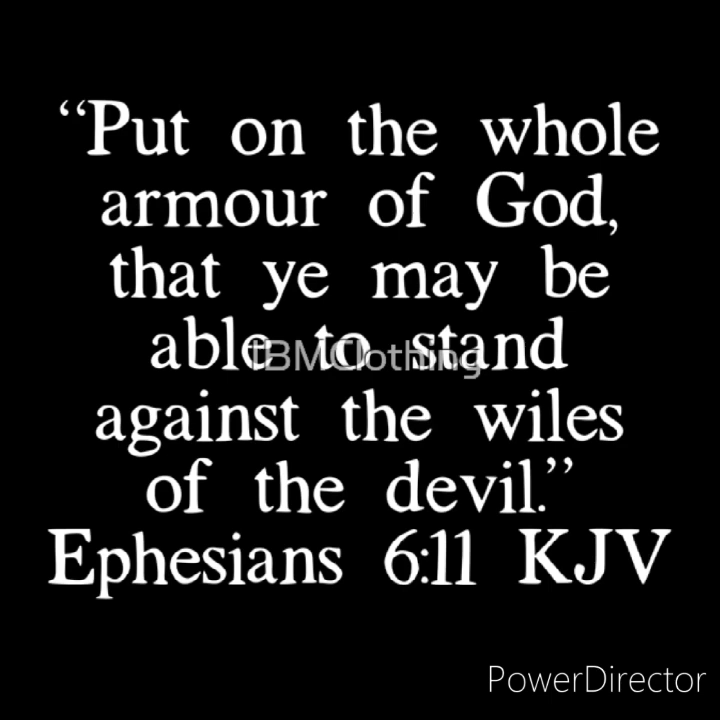 “Put on the whole
armour of God,
that ye may be
able to stand
IBMClothing
against the wiles
of the devil.”
Ephesians 6:11 KJV
PowerDirector